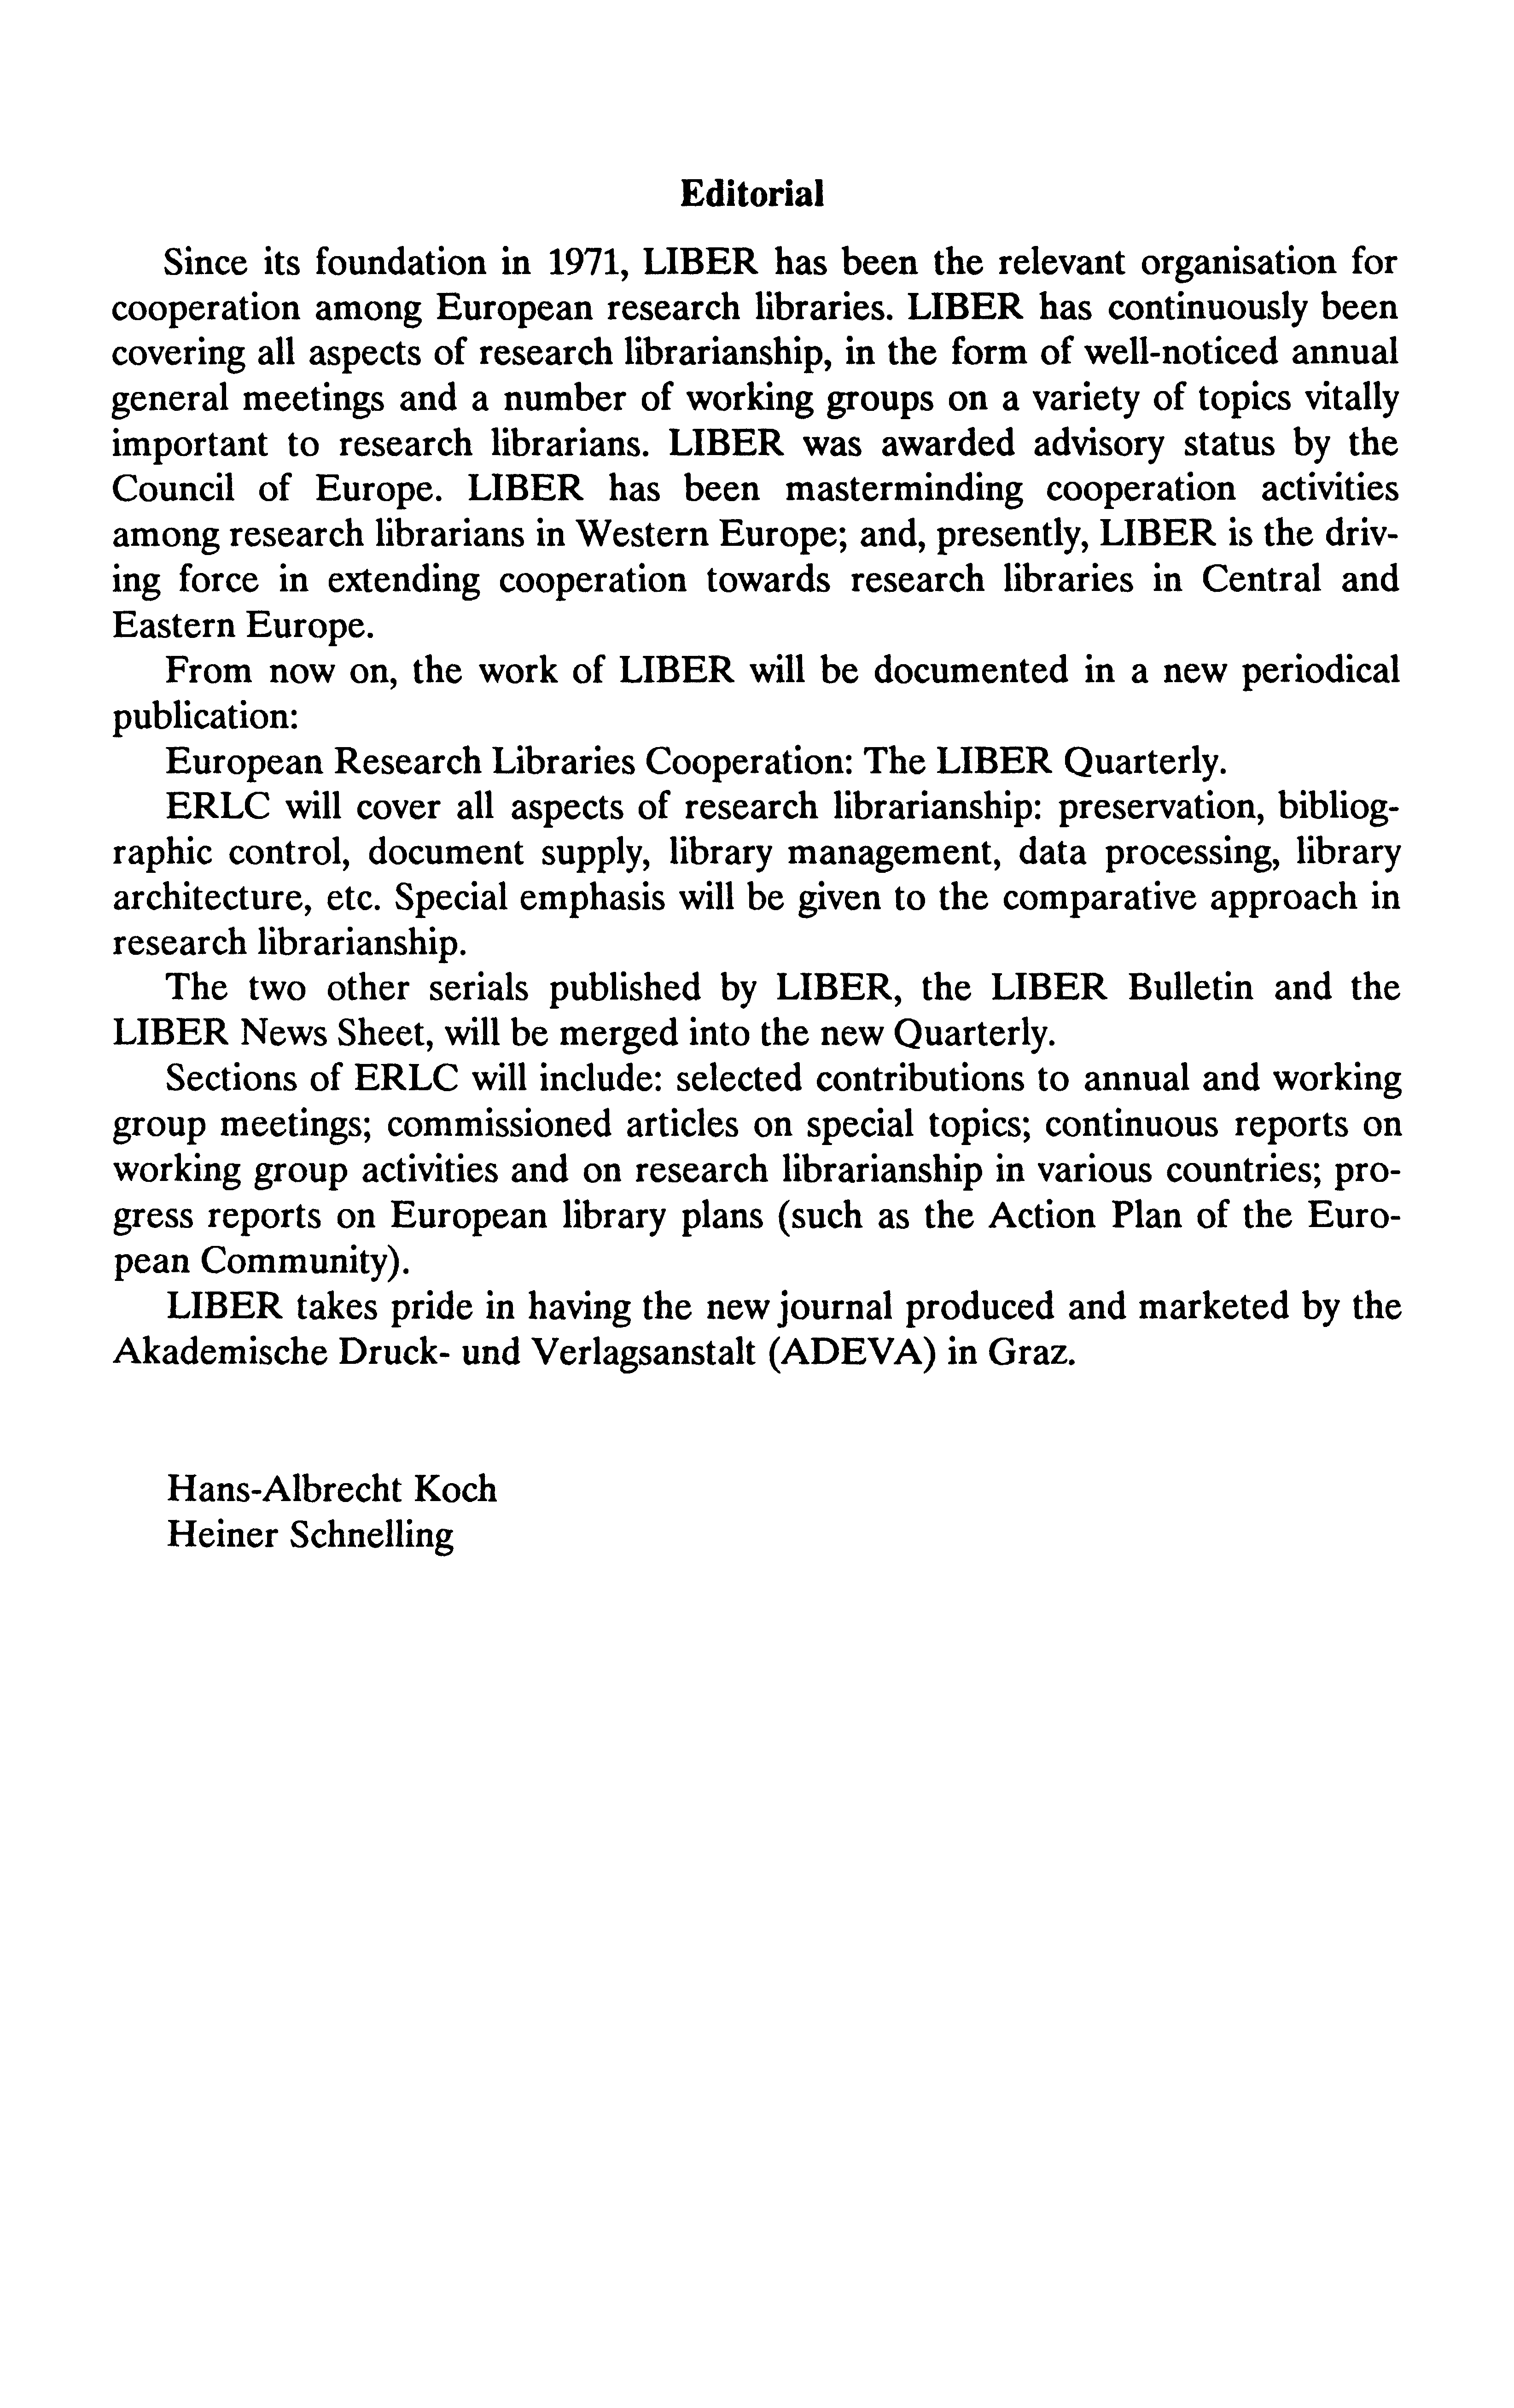 Editorial
Since its foundation in 1971, LIBER has been the relevant organisation for
cooperation among European research libraries. LIBER has continuously been
covering all aspects of research librarianship, in the form of well-noticed annual
general meetings and a number of working groups on a variety of topics vitally
important to research librarians. LIBER was awarded advisory status by the
Council of Europe. LIBER has been masterminding cooperation activities
among research librarians in Western Europe; and, presently, LIBER is the driv-
ing force in extending cooperation towards research libraries in Central and
Eastern Europe.
From now on, the work of LIBER will be documented in a new periodical
publication:
European Research Libraries Cooperation: The LIBER Quarterly.
ERLC will cover all aspects of research librarianship: preservation, bibliog-
raphic control, document supply, library management, data processing, library
architecture, etc. Special emphasis will be given to the comparative approach in
research librarianship.
The two other serials published by LIBER, the LIBER Bulletin and the
LIBER News Sheet, will be merged into the new Quarterly.
Sections of ERLC will include: selected contributions to annual and working
group meetings; commissioned articles on special topics; continuous reports on
working group activities and on research librarianship in various countries; pro-
gress reports on European library plans (such as the Action Plan of the Euro-
pean Community).
LIBER takes pride in having the new journal produced and marketed by the
Akademische Druck- und Verlagsanstalt (ADEVA) in Graz.
Hans-Albrecht Koch
Heiner Schnelling